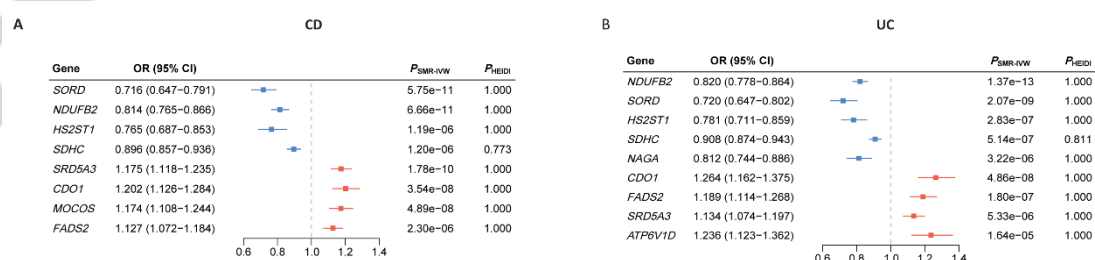 A CD
Gene OR (95% CI) PSMR-IVW PHEIDI
SORD 0.716 (0.647−0.791) 5.75e−11 1.000
NDUFB2 0.814 (0.765−0.866) 6.66e−11 1.000
HS2ST1 0.765 (0.687−0.853) 1.19e−06 1.000
SDHC 0.896 (0.857−0.936) 1.20e−06 0.773
SRD5A3 1.175 (1.118−1.235) 1.78e−10 1.000
CDO1 1.202 (1.126−1.284) 3.54e−08 1.000
MOCOS 1.174 (1.108−1.244) 4.89e−08 1.000
FADS2 1.127 (1.072−1.184) 2.30e−06 1.000
0.6 0.8 1.0 1.2 1.4
B UC
Gene OR (95% CI) PSMR-IVW PHEIDI
NDUFB2 0.820 (0.778−0.864) 1.37e−13 1.000
SORD 0.720 (0.647−0.802) 2.07e−09 1.000
HS2ST1 0.781 (0.711−0.859) 2.83e−07 1.000
SDHC 0.908 (0.874−0.943) 5.14e−07 0.811
NAGA 0.812 (0.744−0.886) 3.22e−06 1.000
CDO1 1.264 (1.162−1.375) 4.86e−08 1.000
FADS2 1.189 (1.114−1.268) 1.80e−07 1.000
SRD5A3 1.134 (1.074−1.197) 5.33e−06 1.000
ATP6V1D 1.236 (1.123−1.362) 1.64e−05 1.000
0.6 0.8 1.0 1.2 1.4